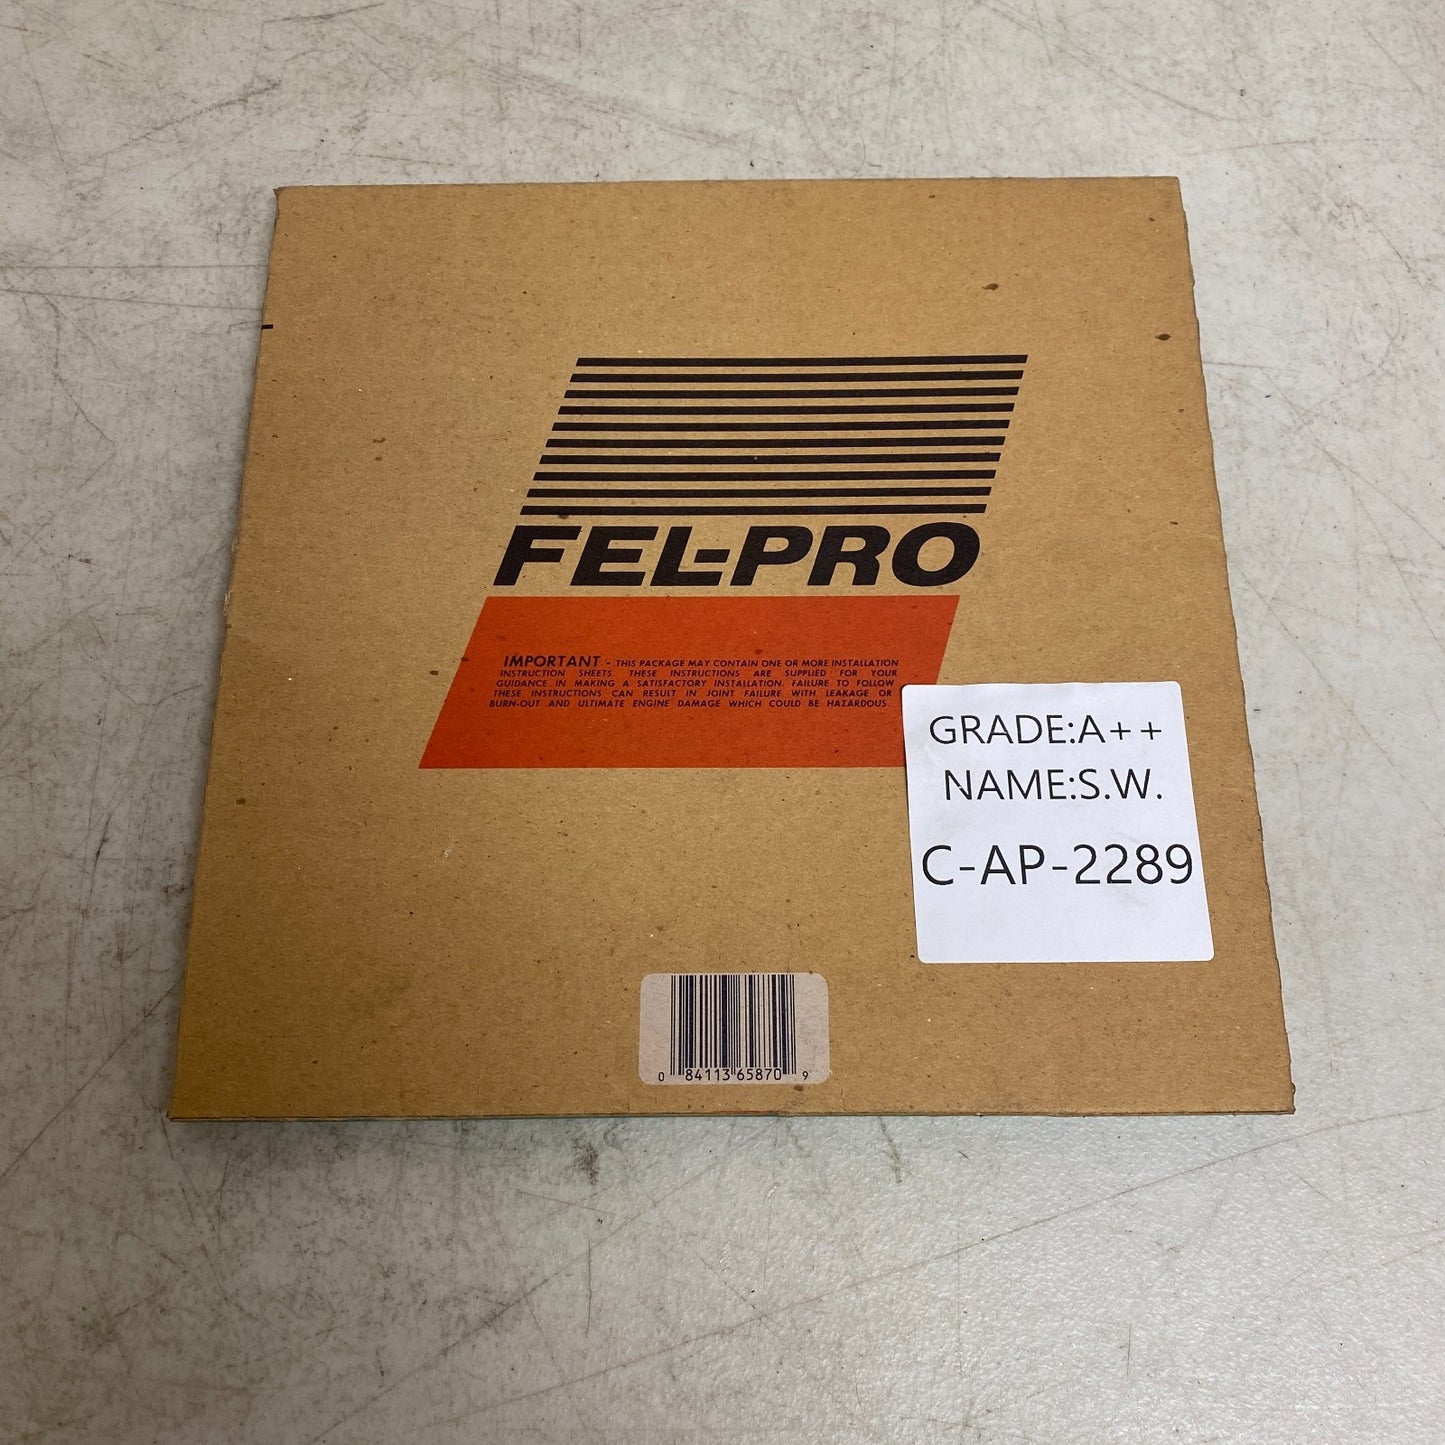 FEL-PRO
IMPORTANT - THIS PACKAGE MAY CONTAIN ONE OR MORE INSTALLATION
INSTRUCTION SHEETS. THESE INSTRUCTIONS ARE SUPPLIED FOR YOUR
GUIDANCE IN MAKING A SATISFACTORY INSTALLATION. FAILURE TO FOLLOW
THESE INSTRUCTIONS CAN RESULT IN JOINT FAILURE WITH LEAKAGE OR
BURN-OUT AND ULTIMATE ENGINE DAMAGE WHICH COULD BE HAZARDOUS.
GRADE:A++
NAME:S.W.
C-AP-2289
0 84113 65870 9